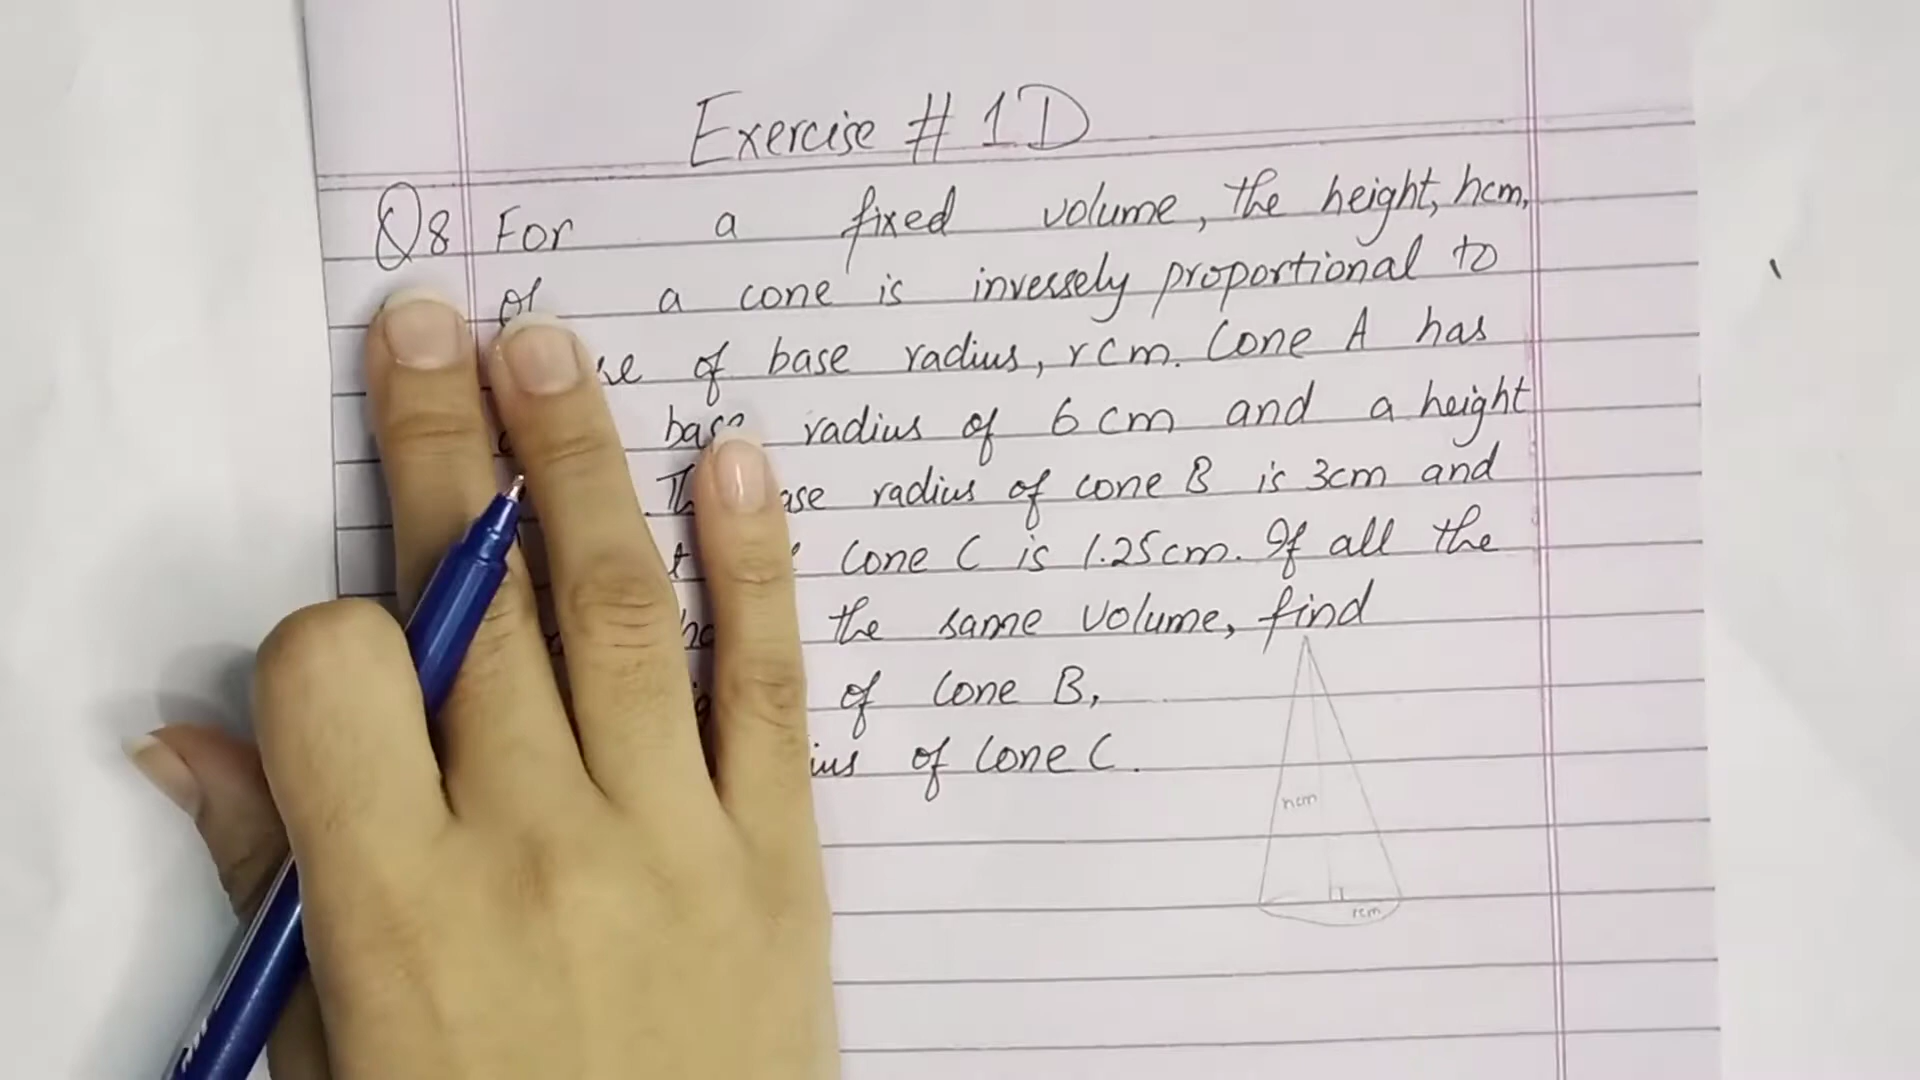 Exercise # 1D
Q8 For a fixed volume, the height, hcm,
of a cone is inversely proportional to
of base radius, rcm. Cone A has
base radius of 6 cm and a height
radius of cone B is 3cm and
cone C is 1.25cm. If all the
the same volume, find
of Cone B,
of Cone C.
hcm
rcm